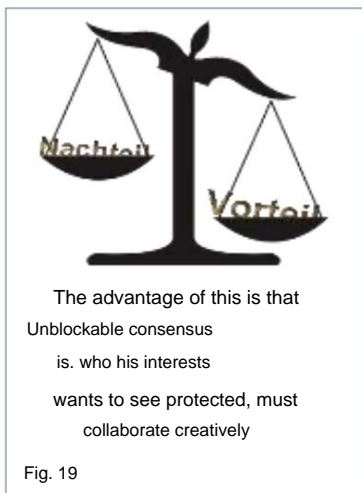 Nachteil
Vorteil
The advantage of this is that
Unblockable consensus
is. who his interests
wants to see protected, must
collaborate creatively
Fig. 19